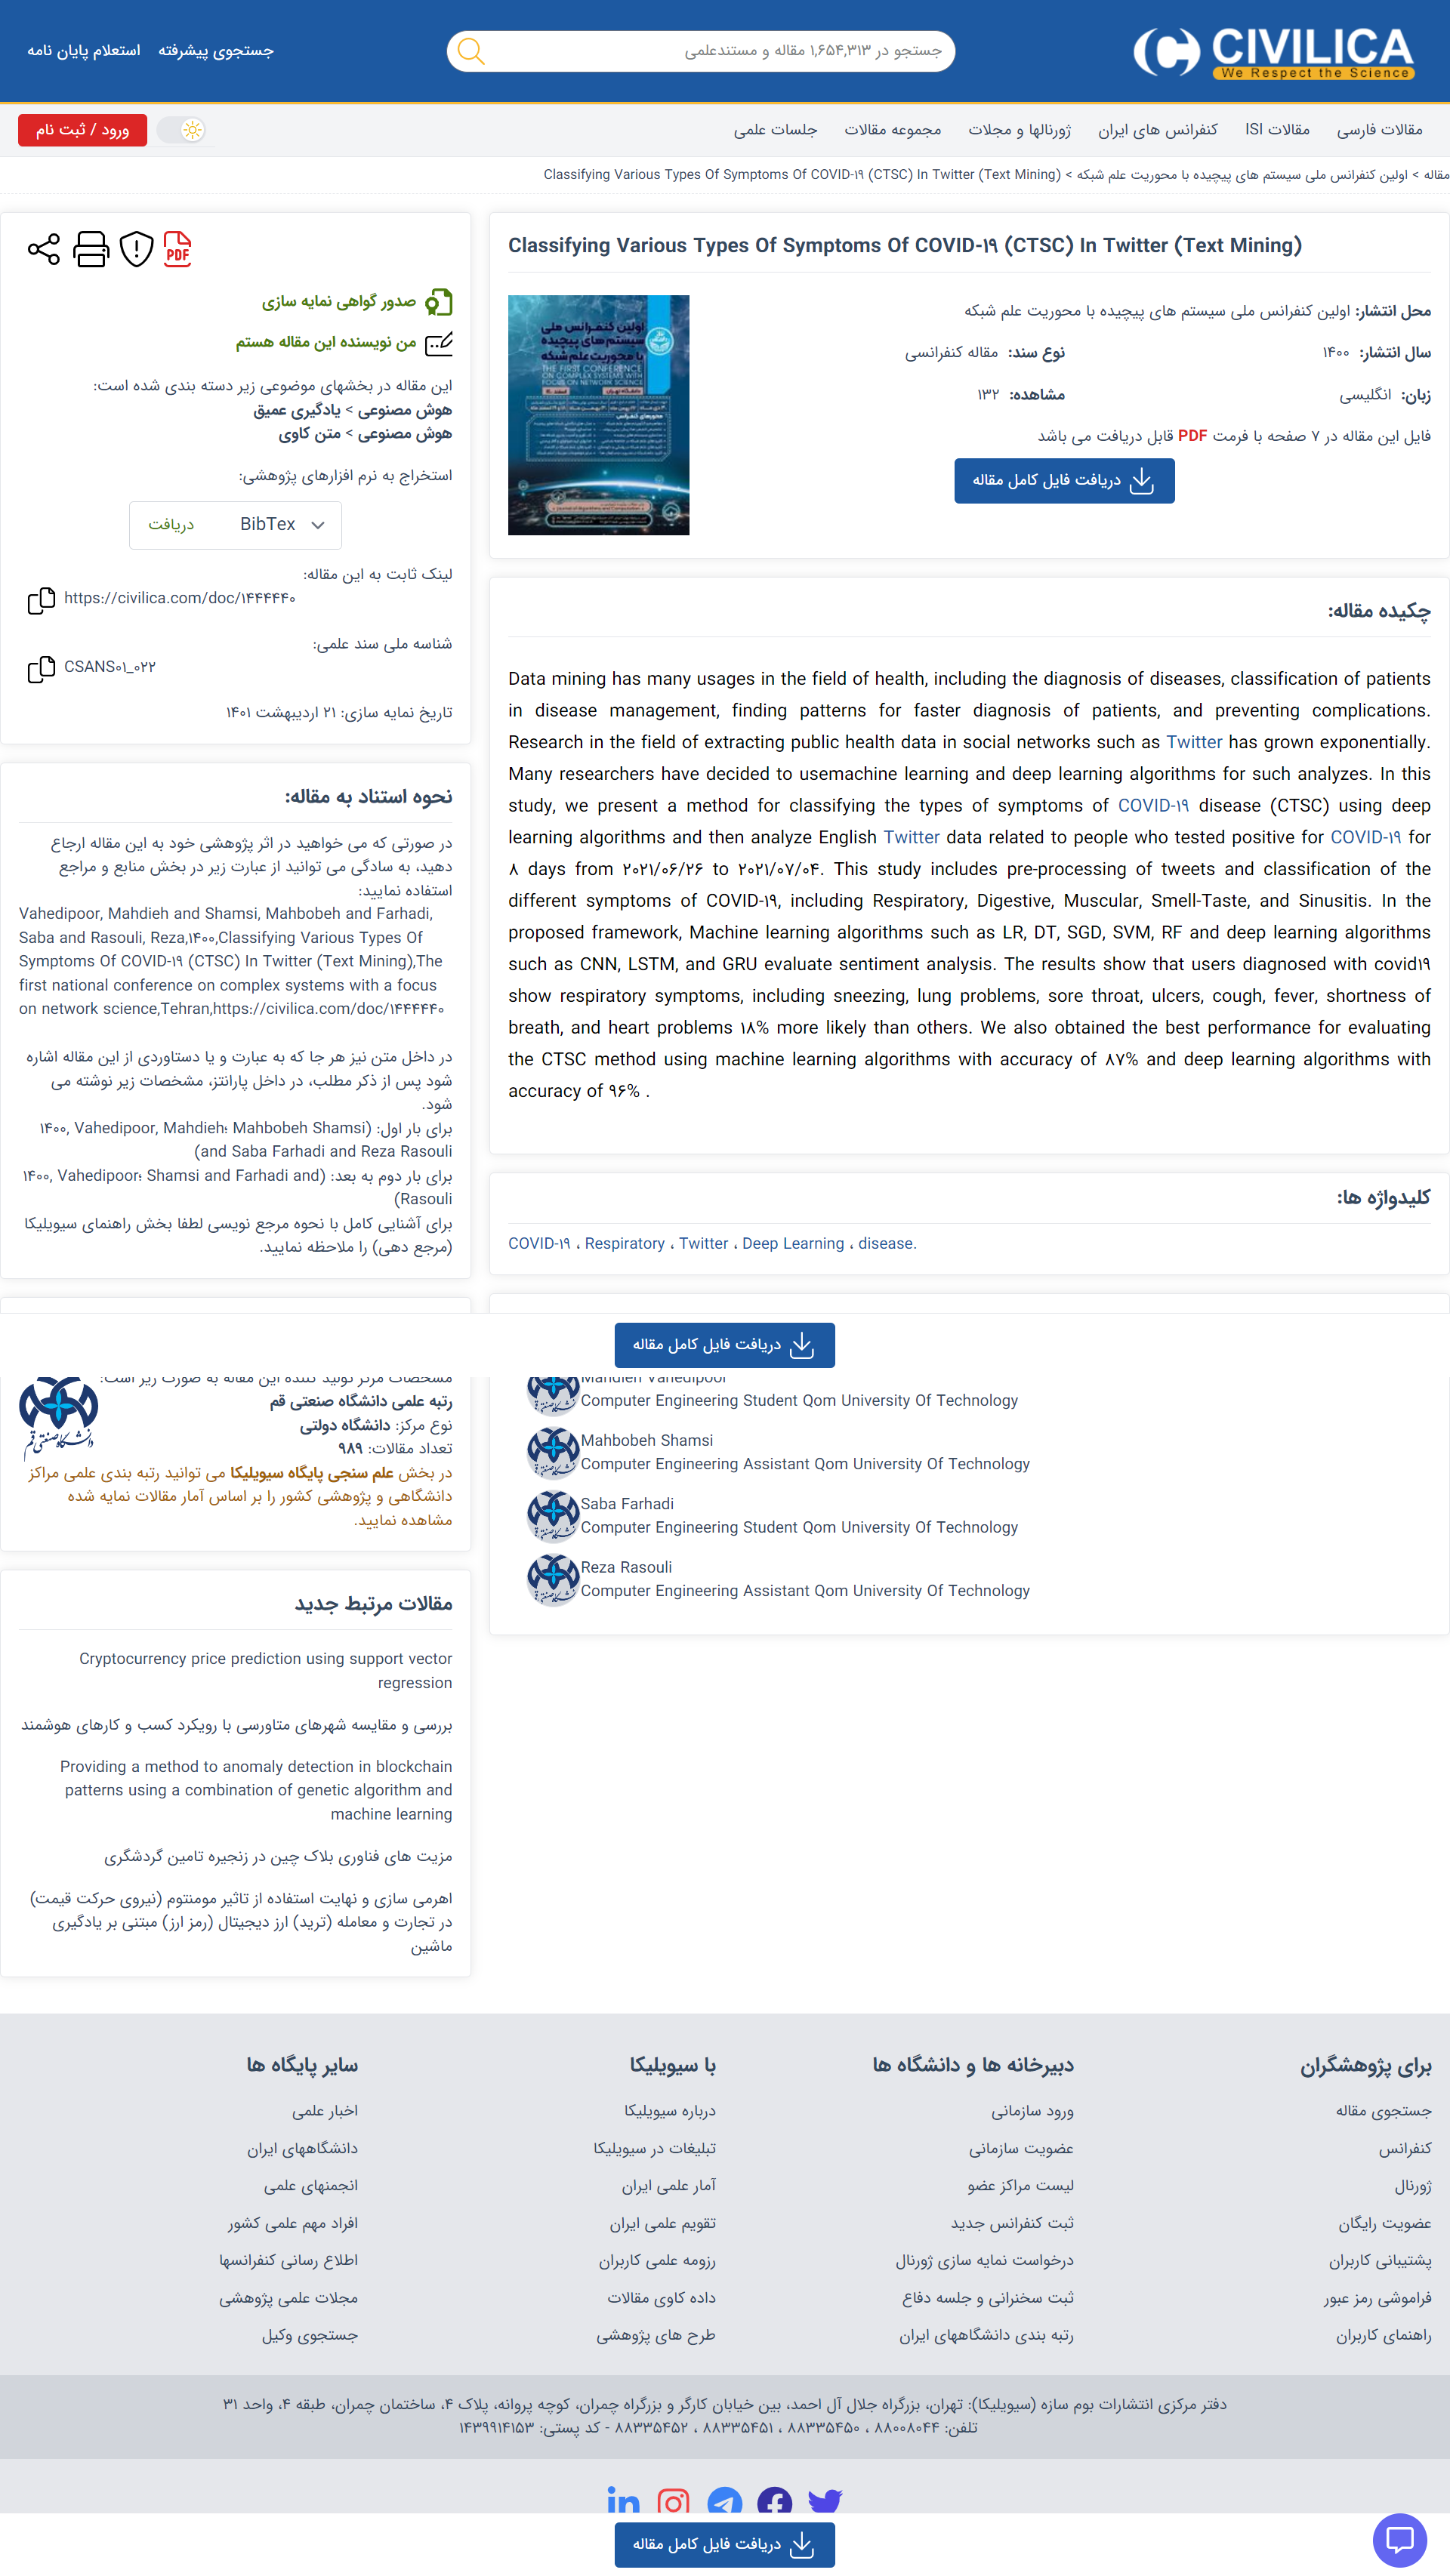 CIVILICA
We Respect the Science
جستجو در ۱,۶۵۴,۳۱۳ مقاله و مستندعلمی
جستجوی پیشرفته
استعلام پایان نامه
مقالات فارسی
مقالات ISI
کنفرانس های ایران
ژورنالها و مجلات
مجموعه مقالات
جلسات علمی
ورود / ثبت نام
مقاله > اولین کنفرانس ملی سیستم های پیچیده با محوریت علم شبکه > Classifying Various Types Of Symptoms Of COVID-۱۹ (CTSC) In Twitter (Text Mining)
Classifying Various Types Of Symptoms Of COVID-۱۹ (CTSC) In Twitter (Text Mining)
محل انتشار: اولین کنفرانس ملی سیستم های پیچیده با محوریت علم شبکه
سال انتشار: ۱۴۰۰
نوع سند: مقاله کنفرانسی
زبان: انگلیسی
مشاهده: ۱۳۲
فایل این مقاله در ۷ صفحه با فرمت PDF قابل دریافت می باشد
دریافت فایل کامل مقاله
اولین کنفرانس ملی
سیستم های پیچیده
با محوریت علم شبکه
THE FIRST CONFERENCE
ON COMPLEX SYSTEMS WITH
FOCUS ON NETWORK SCIENCE
چکیده مقاله:
Data mining has many usages in the field of health, including the diagnosis of diseases, classification of patients
in disease management, finding patterns for faster diagnosis of patients, and preventing complications.
Research in the field of extracting public health data in social networks such as Twitter has grown exponentially.
Many researchers have decided to usemachine learning and deep learning algorithms for such analyzes. In this
study, we present a method for classifying the types of symptoms of COVID-۱۹ disease (CTSC) using deep
learning algorithms and then analyze English Twitter data related to people who tested positive for COVID-۱۹ for
۸ days from ۲۰۲۱/۰۶/۲۶ to ۲۰۲۱/۰۷/۰۴. This study includes pre-processing of tweets and classification of the
different symptoms of COVID-۱۹, including Respiratory, Digestive, Muscular, Smell-Taste, and Sinusitis. In the
proposed framework, Machine learning algorithms such as LR, DT, SGD, SVM, RF and deep learning algorithms
such as CNN, LSTM, and GRU evaluate sentiment analysis. The results show that users diagnosed with covid۱۹
show respiratory symptoms, including sneezing, lung problems, sore throat, ulcers, cough, fever, shortness of
breath, and heart problems ۱۸% more likely than others. We also obtained the best performance for evaluating
the CTSC method using machine learning algorithms with accuracy of ۸۷% and deep learning algorithms with
accuracy of ۹۶% .
کلیدواژه ها:
COVID-۱۹ ، Respiratory ، Twitter ، Deep Learning ، disease.
Mahdieh Vahedipoor
Computer Engineering Student Qom University Of Technology
Mahbobeh Shamsi
Computer Engineering Assistant Qom University Of Technology
Saba Farhadi
Computer Engineering Student Qom University Of Technology
Reza Rasouli
Computer Engineering Assistant Qom University Of Technology
PDF
صدور گواهی نمایه سازی
من نویسنده این مقاله هستم
این مقاله در بخشهای موضوعی زیر دسته بندی شده است:
هوش مصنوعی > یادگیری عمیق
هوش مصنوعی > متن کاوی
استخراج به نرم افزارهای پژوهشی:
BibTex
دریافت
لینک ثابت به این مقاله:
https://civilica.com/doc/۱۴۴۴۴۴۰
شناسه ملی سند علمی:
CSANS۰۱_۰۲۲
تاریخ نمایه سازی: ۲۱ اردیبهشت ۱۴۰۱
نحوه استناد به مقاله:
در صورتی که می خواهید در اثر پژوهشی خود به این مقاله ارجاع
دهید، به سادگی می توانید از عبارت زیر در بخش منابع و مراجع
استفاده نمایید:
Vahedipoor, Mahdieh and Shamsi, Mahbobeh and Farhadi,
Saba and Rasouli, Reza,۱۴۰۰,Classifying Various Types Of
Symptoms Of COVID-۱۹ (CTSC) In Twitter (Text Mining),The
first national conference on complex systems with a focus
on network science,Tehran,https://civilica.com/doc/۱۴۴۴۴۴۰
در داخل متن نیز هر جا که به عبارت و یا دستاوردی از این مقاله اشاره
شود پس از ذکر مطلب، در داخل پارانتز، مشخصات زیر نوشته می
شود.
برای بار اول: (۱۴۰۰, Vahedipoor, Mahdieh؛ Mahbobeh Shamsi
and Saba Farhadi and Reza Rasouli)
برای بار دوم به بعد: (۱۴۰۰, Vahedipoor؛ Shamsi and Farhadi and
Rasouli)
برای آشنایی کامل با نحوه مرجع نویسی لطفا بخش راهنمای سیویلیکا
(مرجع دهی) را ملاحظه نمایید.
دریافت فایل کامل مقاله
مشخصات مرکز تولید کننده این مقاله به صورت زیر است:
رتبه علمی دانشگاه صنعتی قم
نوع مرکز: دانشگاه دولتی
تعداد مقالات: ۹۸۹
در بخش علم سنجی پایگاه سیویلیکا می توانید رتبه بندی علمی مراکز
دانشگاهی و پژوهشی کشور را بر اساس آمار مقالات نمایه شده
مشاهده نمایید.
مقالات مرتبط جدید
Cryptocurrency price prediction using support vector
regression
بررسی و مقایسه شهرهای متاورسی با رویکرد کسب و کارهای هوشمند
Providing a method to anomaly detection in blockchain
patterns using a combination of genetic algorithm and
machine learning
مزیت های فناوری بلاک چین در زنجیره تامین گردشگری
اهرمی سازی و نهایت استفاده از تاثیر مومنتوم (نیروی حرکت قیمت)
در تجارت و معامله (ترید) ارز دیجیتال (رمز ارز) مبتنی بر یادگیری
ماشین
برای پژوهشگران
جستجوی مقاله
کنفرانس
ژورنال
عضویت رایگان
پشتیبانی کاربران
فراموشی رمز عبور
راهنمای کاربران
دبیرخانه ها و دانشگاه ها
ورود سازمانی
عضویت سازمانی
لیست مراکز عضو
ثبت کنفرانس جدید
درخواست نمایه سازی ژورنال
ثبت سخنرانی و جلسه دفاع
رتبه بندی دانشگاههای ایران
با سیویلیکا
درباره سیویلیکا
تبلیغات در سیویلیکا
آمار علمی ایران
تقویم علمی ایران
رزومه علمی کاربران
داده کاوی مقالات
طرح های پژوهشی
سایر پایگاه ها
اخبار علمی
دانشگاههای ایران
انجمنهای علمی
افراد مهم علمی کشور
اطلاع رسانی کنفرانسها
مجلات علمی پژوهشی
جستجوی وکیل
دفتر مرکزی انتشارات بوم سازه (سیویلیکا): تهران، بزرگراه جلال آل احمد، بین خیابان کارگر و بزرگراه چمران، کوچه پروانه، پلاک ۴، ساختمان چمران، طبقه ۴، واحد ۳۱
تلفن: ۸۸۰۰۸۰۴۴ ، ۸۸۳۳۵۴۵۰ ، ۸۸۳۳۵۴۵۱ ، ۸۸۳۳۵۴۵۲ - کد پستی: ۱۴۳۹۹۱۴۱۵۳
دریافت فایل کامل مقاله